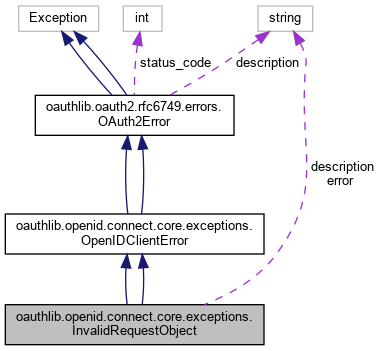 Exception
int
string
status_code
description
oauthlib.oauth2.rfc6749.errors.
OAuth2Error
description
error
oauthlib.openid.connect.core.exceptions.
OpenIDClientError
oauthlib.openid.connect.core.exceptions.
InvalidRequestObject